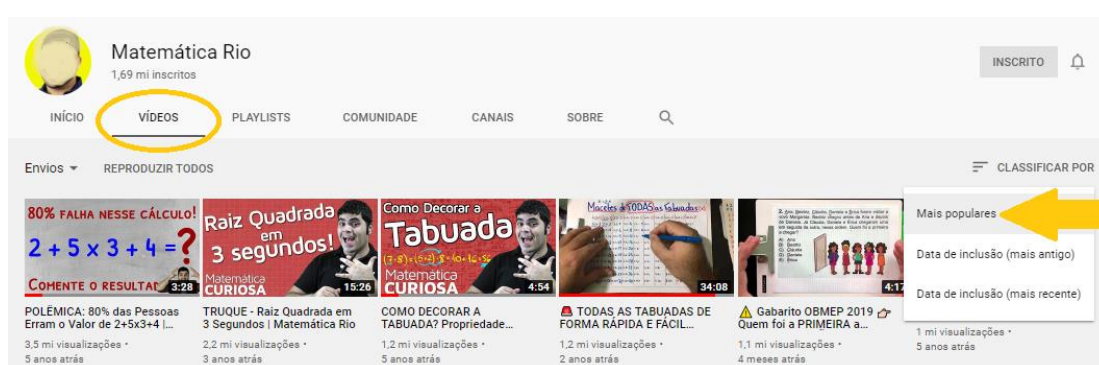 Matemática Rio
1,69 mi inscritos
INSCRITO
INÍCIO
VÍDEOS
PLAYLISTS
COMUNIDADE
CANAIS
SOBRE
Envios
REPRODUZIR TODOS
CLASSIFICAR POR
Mais populares
Data de inclusão (mais antigo)
Data de inclusão (mais recente)
80% FALHA NESSE CÁLCULO!
2 + 5 x 3 + 4 = ?
COMENTE O
3:28
POLÊMICA: 80% das Pessoas
Erram o Valor de 2+5x3+4 |...
3,5 mi visualizações •
5 anos atrás
Raiz Quadrada
em
3 segundos!
Matemática
CURIOSA
15:26
TRUQUE - Raiz Quadrada em
3 Segundos | Matemática Rio
2,2 mi visualizações •
3 anos atrás
Como Decorar a
Tabuada
Matemática
CURIOSA
4:54
COMO DECORAR A
TABUADA? Propriedade...
1,2 mi visualizações •
5 anos atrás
Macetes de TODAS as Tabuadas
34:08
🚨 TODAS AS TABUADAS DE
FORMA RÁPIDA E FÁCIL...
1,2 mi visualizações •
2 anos atrás
4:17
⚠️ Gabarito OBMEP 2019 👉
Quem foi a PRIMEIRA a...
1,1 mi visualizações •
4 meses atrás
1 mi visualizações •
5 anos atrás